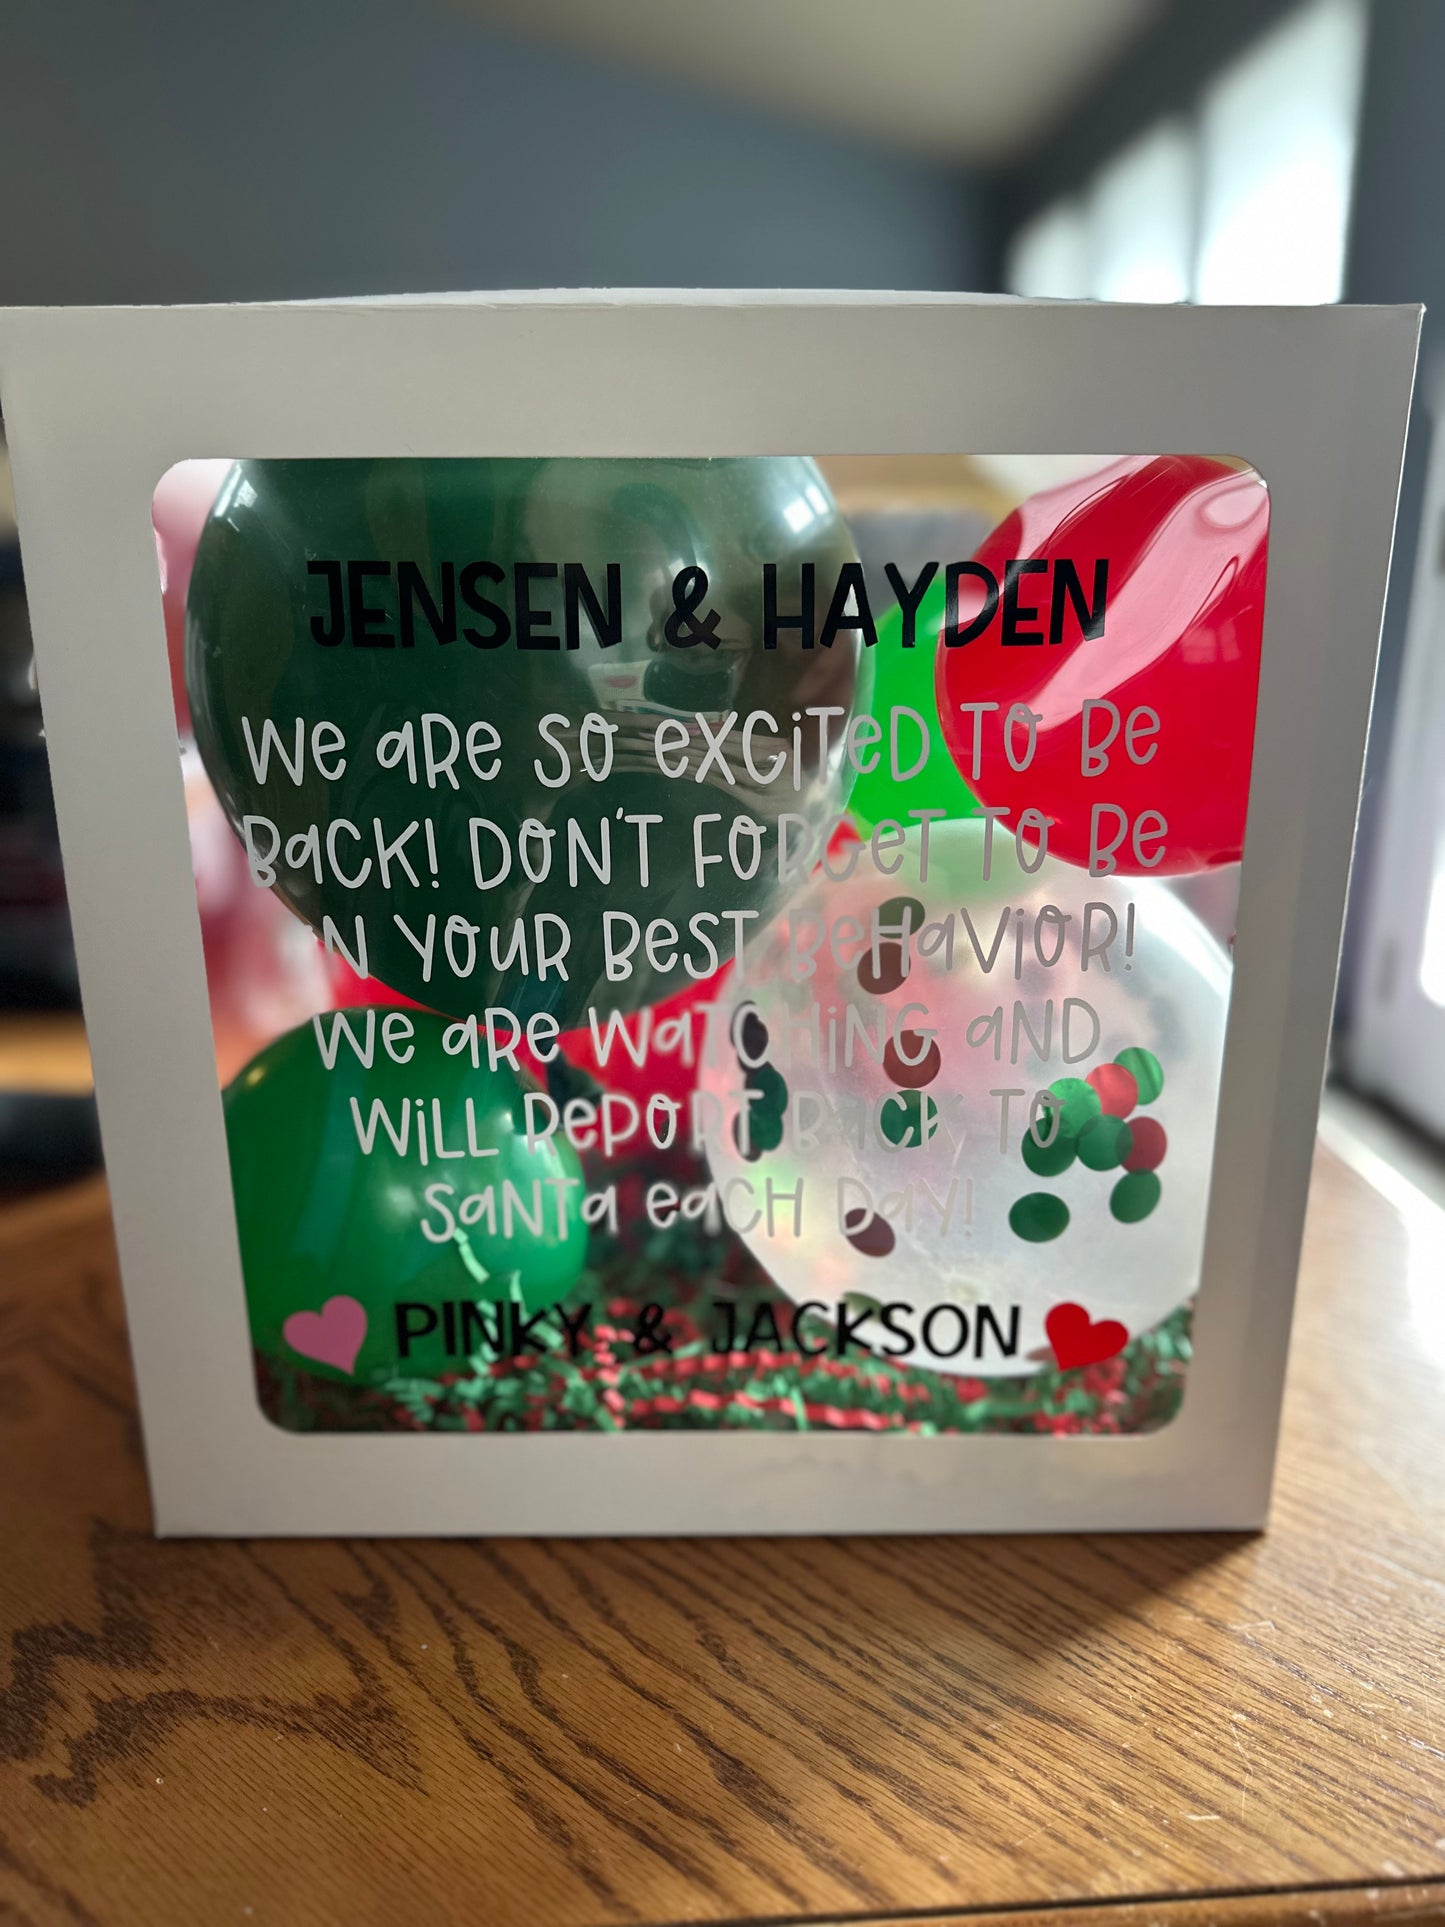 JENSEN & HAYDEN
We are so excited to be
back! Don't forget to be
in your best behavior!
We are watching and
will report back to
Santa each day!
PINKY & JACKSON